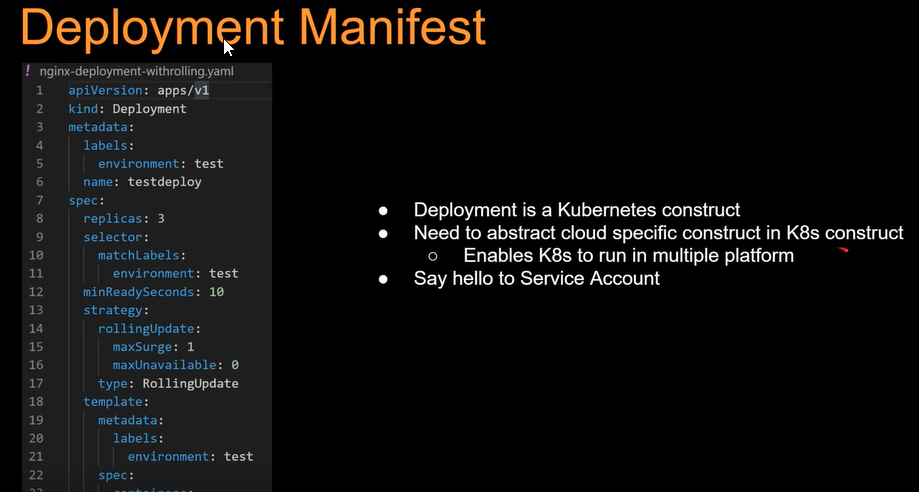 Deployment Manifest
! nginx-deployment-withrolling.yaml
1 apiVersion: apps/v1
2 kind: Deployment
3 metadata:
4 labels:
5 environment: test
6 name: testdeploy
7 spec:
8 replicas: 3
9 selector:
10 matchLabels:
11 environment: test
12 minReadySeconds: 10
13 strategy:
14 rollingUpdate:
15 maxSurge: 1
16 maxUnavailable: 0
17 type: RollingUpdate
18 template:
19 metadata:
20 labels:
21 environment: test
22 spec:
23 containers:
● Deployment is a Kubernetes construct
● Need to abstract cloud specific construct in K8s construct
○ Enables K8s to run in multiple platform
● Say hello to Service Account